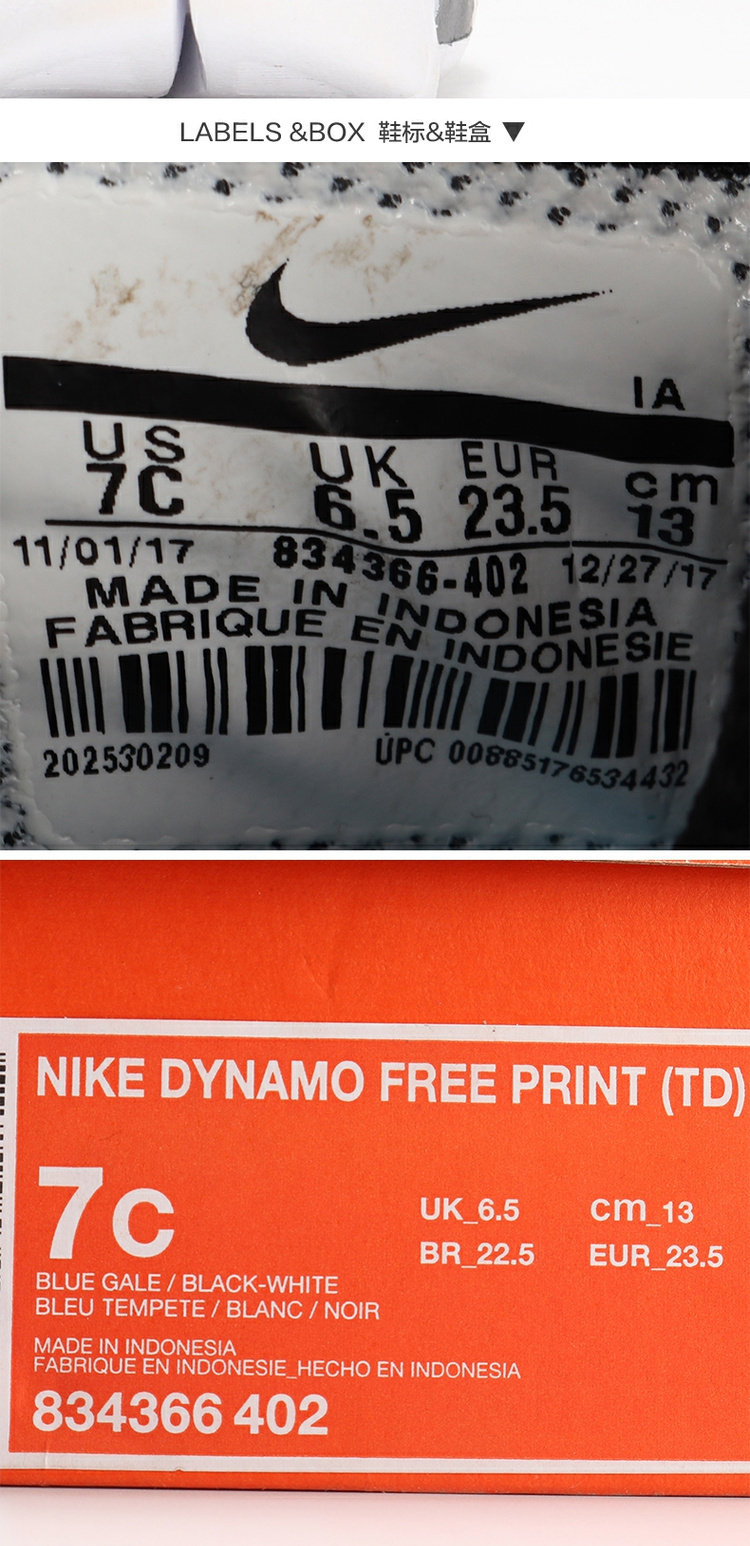 LABELS &BOX 鞋标&鞋盒 ▼
IA
US UK EUR cm
7C 6.5 23.5 13
11/01/17 834366-402 12/27/17
MADE IN INDONESIA
FABRIQUE EN INDONESIE
202530209 UPC 00885176534432
NIKE DYNAMO FREE PRINT (TD)
7C
UK_6.5 cm_13
BR_22.5 EUR_23.5
BLUE GALE / BLACK-WHITE
BLEU TEMPETE / BLANC / NOIR
MADE IN INDONESIA
FABRIQUE EN INDONESIE_HECHO EN INDONESIA
834366 402